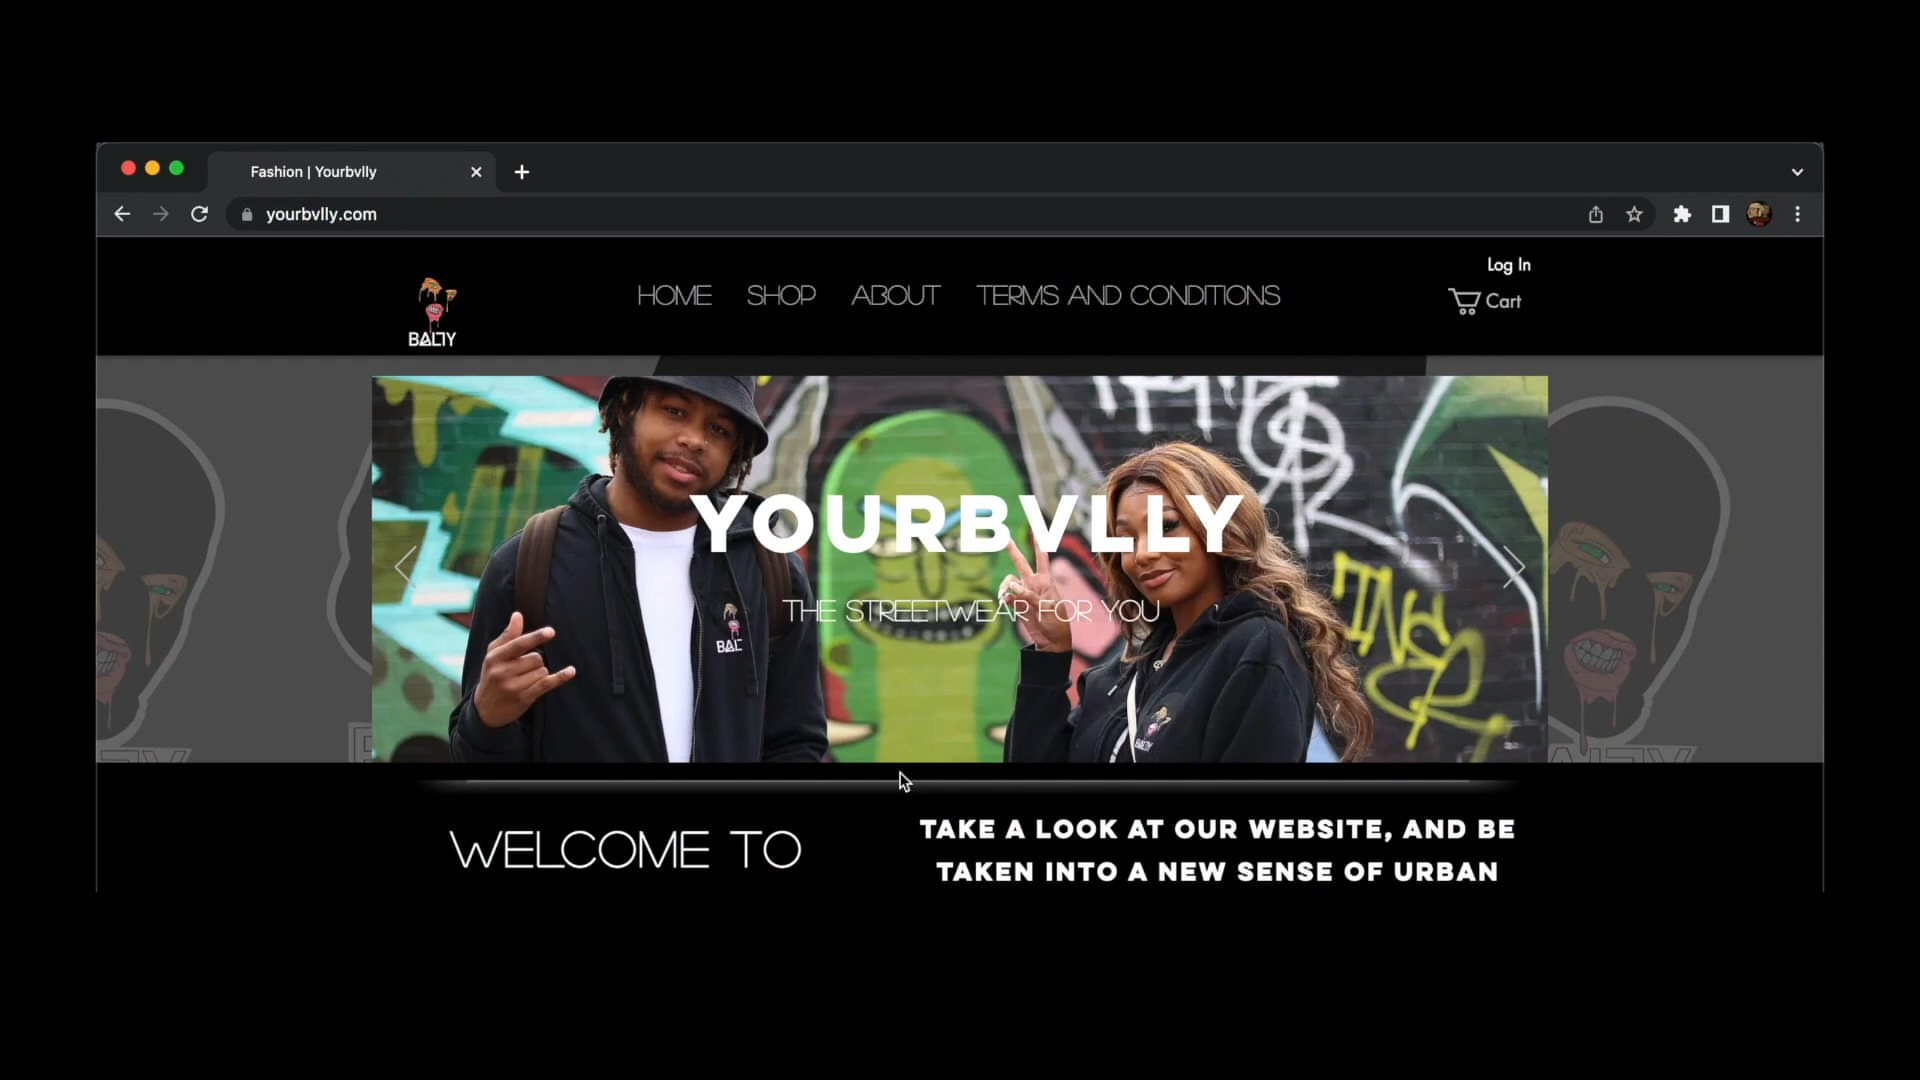 Fashion | Yourbvlly
yourbvlly.com
Log In
HOME SHOP ABOUT TERMS AND CONDITIONS
Cart
YOURBVLLY
THE STREETWEAR FOR YOU
WELCOME TO
TAKE A LOOK AT OUR WEBSITE, AND BE
TAKEN INTO A NEW SENSE OF URBAN